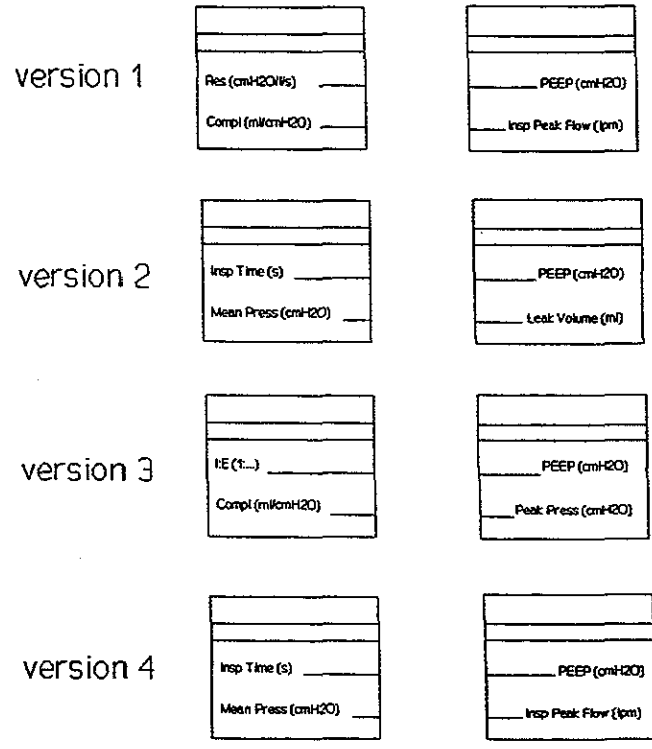 version 1
Res (cmH2O/l/s)
Compl (ml/cmH2O)
PEEP (cmH2O)
Insp Peak Flow (lpm)
version 2
Insp Time (s)
Mean Press (cmH2O)
PEEP (cmH2O)
Leak Volume (ml)
version 3
I:E (1:...)
Compl (ml/cmH2O)
PEEP (cmH2O)
Peak Press (cmH2O)
version 4
Insp Time (s)
Mean Press (cmH2O)
PEEP (cmH2O)
Insp Peak Flow (lpm)